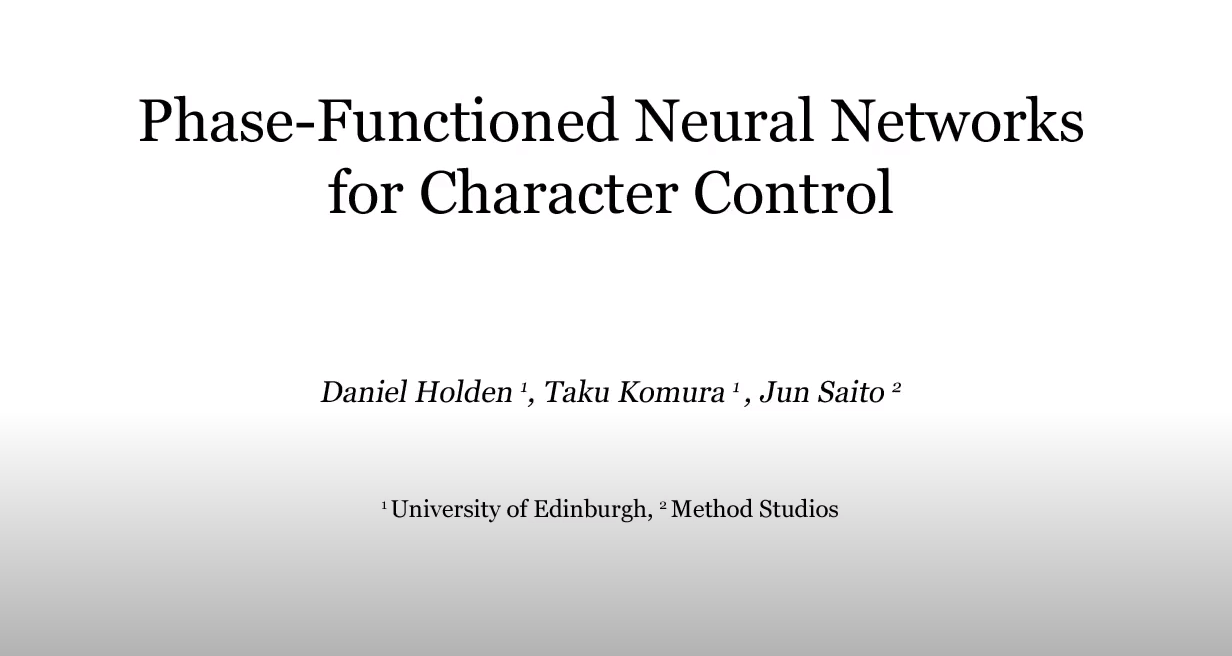 Phase-Functioned Neural Networks
for Character Control
Daniel Holden ¹, Taku Komura ¹ , Jun Saito ²
¹ University of Edinburgh, ² Method Studios